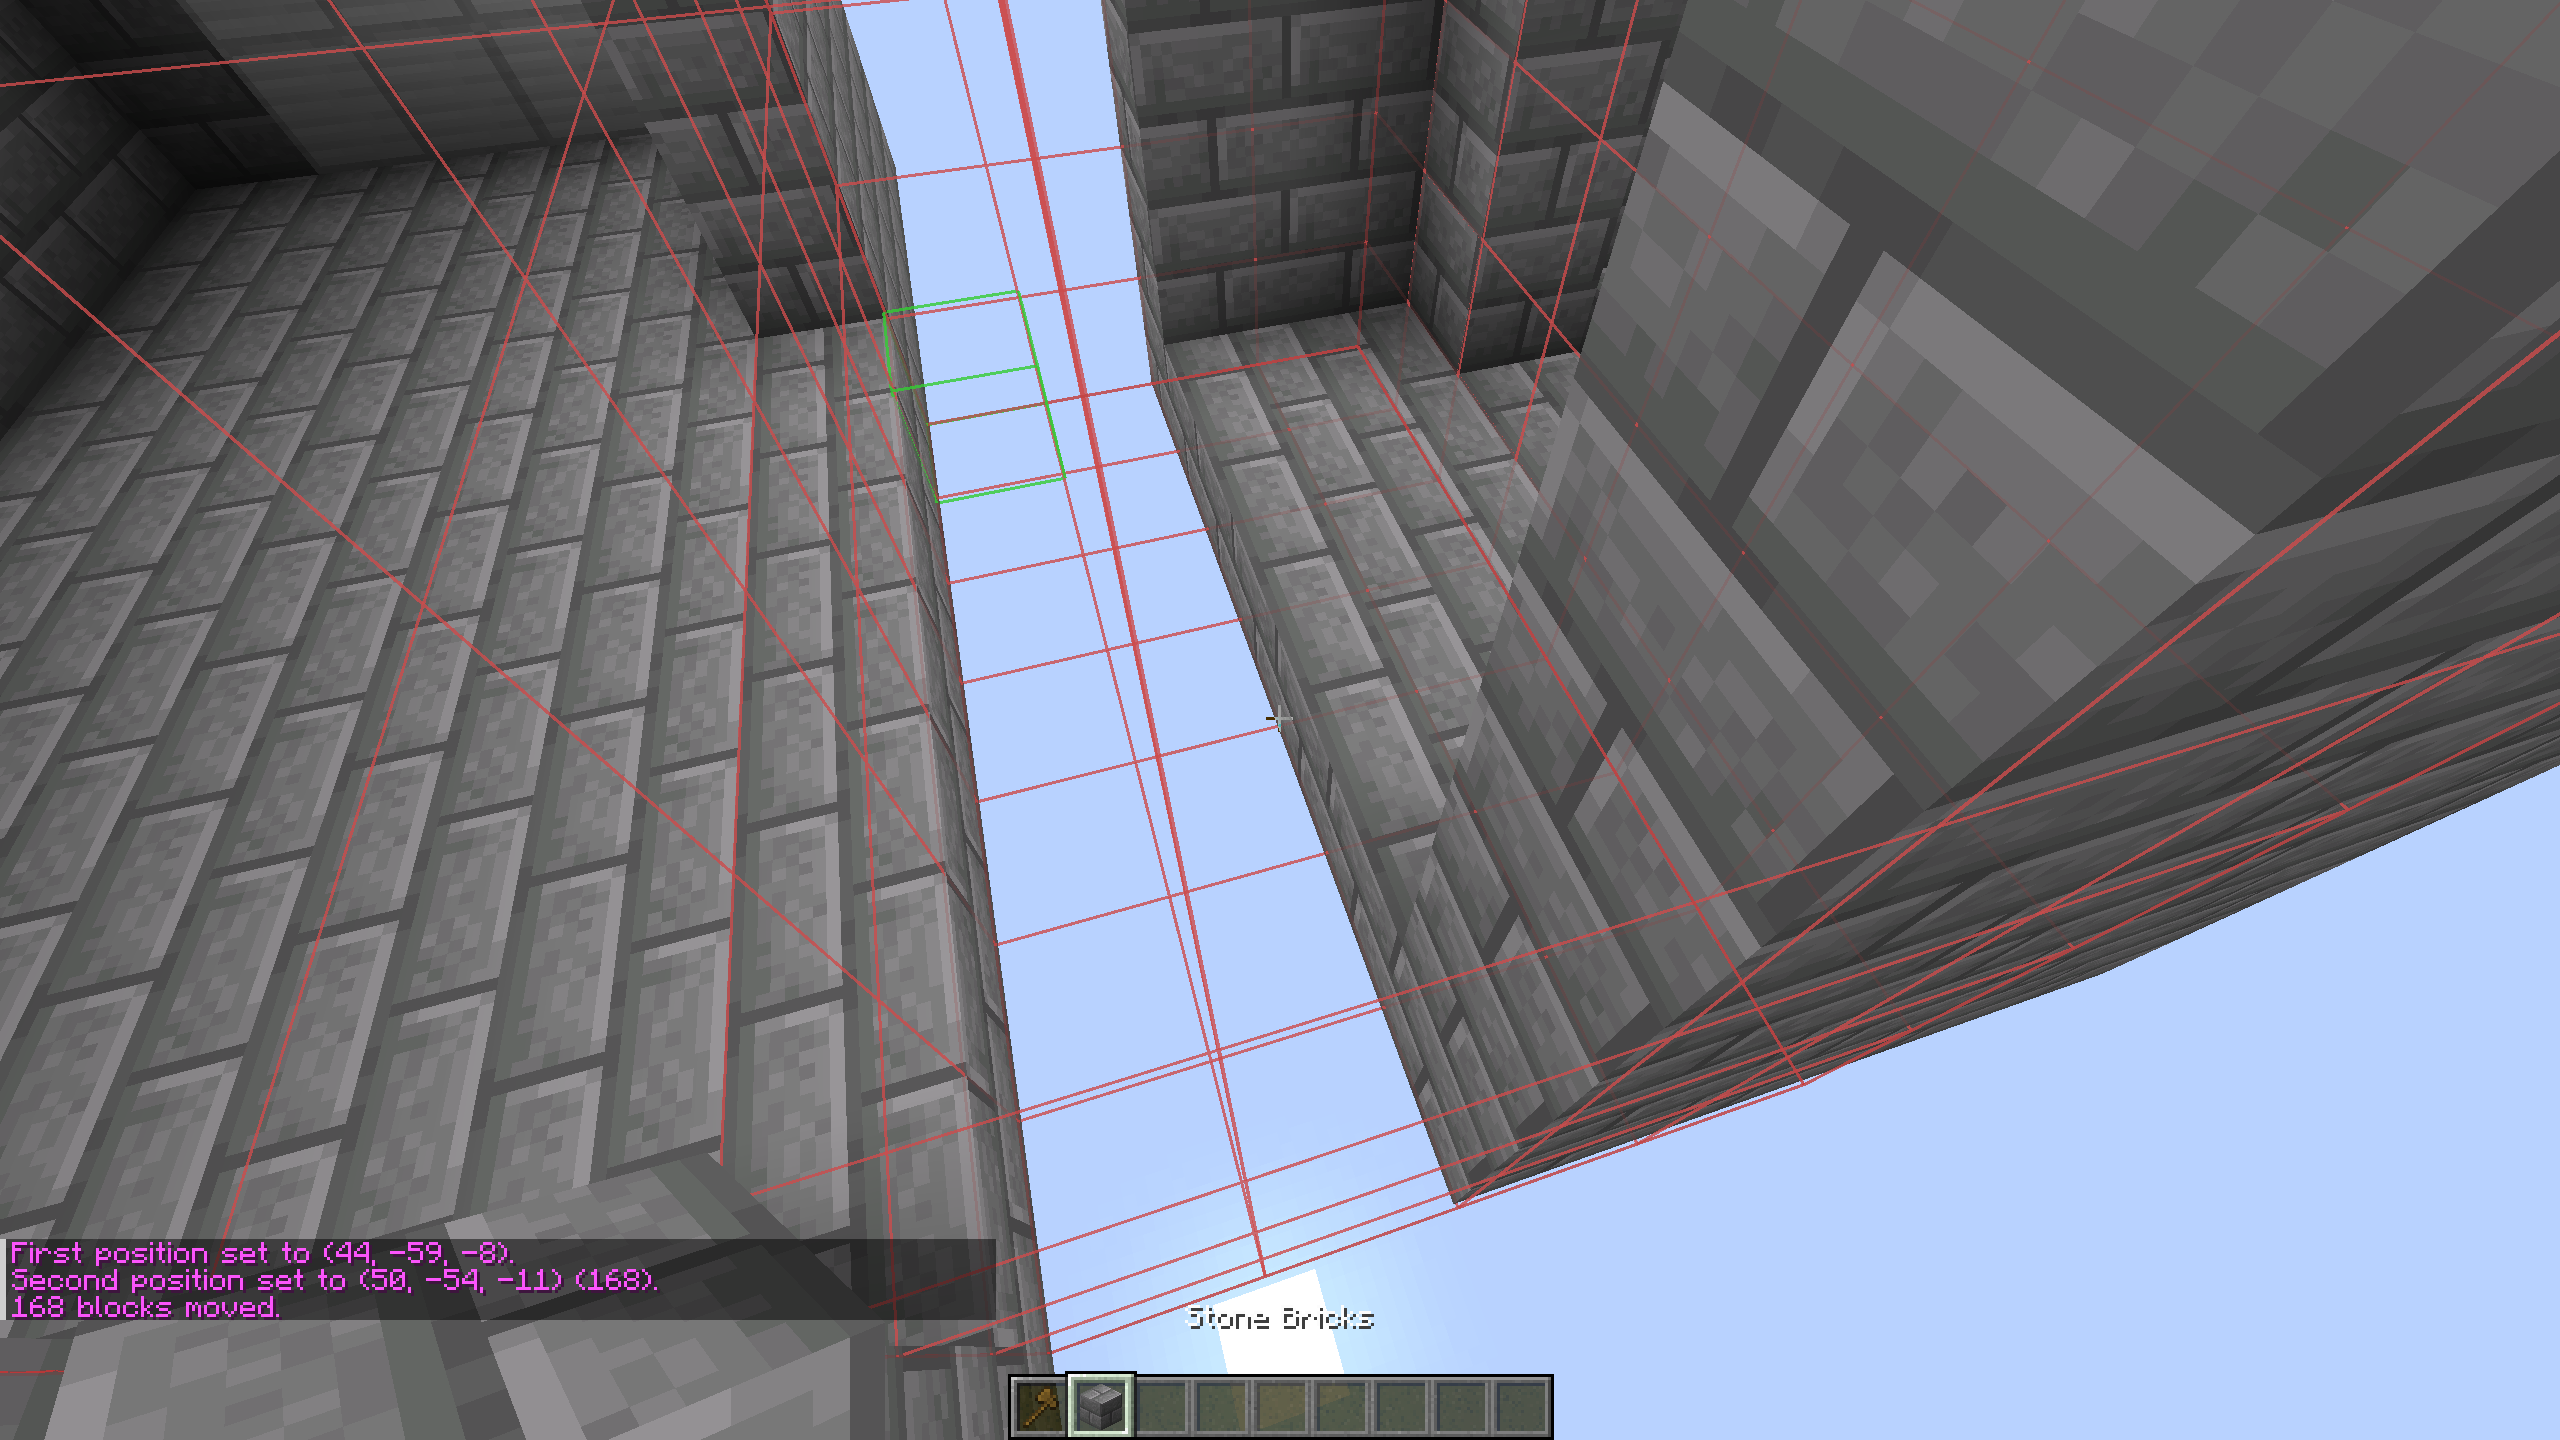 First position set to (44, -59, -8).
Second position set to (50, -54, -11) (168).
168 blocks moved.
Stone Bricks